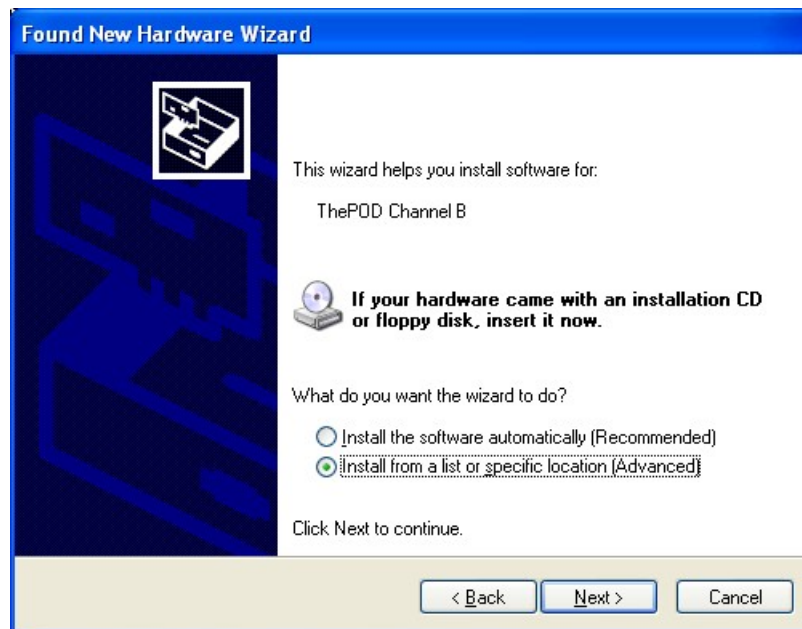 Found New Hardware Wizard
This wizard helps you install software for:
ThePOD Channel B
If your hardware came with an installation CD
or floppy disk, insert it now.
What do you want the wizard to do?
Install the software automatically (Recommended)
Install from a list or specific location (Advanced)
Click Next to continue.
< Back
Next >
Cancel